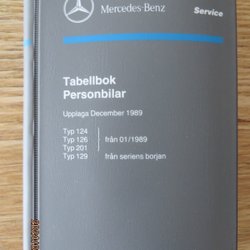 Mercedes-Benz
Service
Tabellbok
Personbilar
Upplaga December 1989
Typ 124
Typ 126 från 01/1989
Typ 201
Typ 129 från seriens borjan